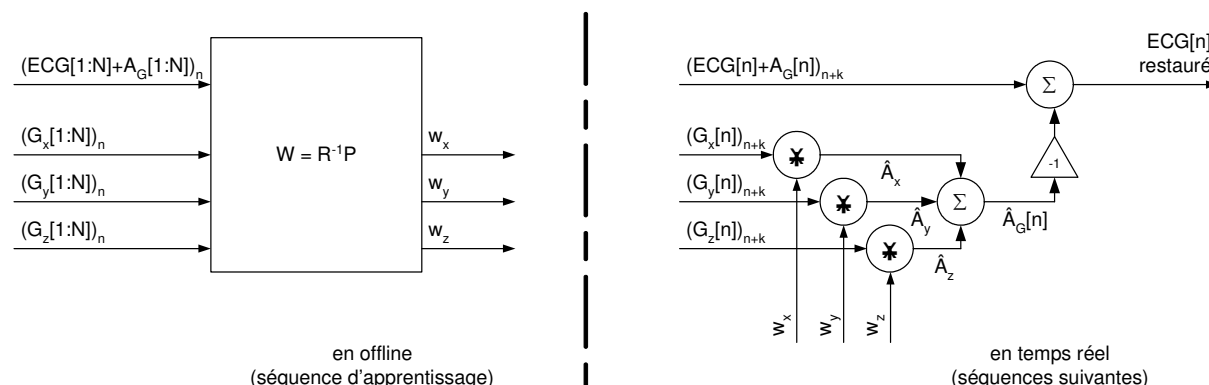 (ECG[1:N]+A_G[1:N])_n
(G_x[1:N])_n
(G_y[1:N])_n
(G_z[1:N])_n
W = R⁻¹P
w_x
w_y
w_z
en offline
(séquence d'apprentissage)
(ECG[n]+A_G[n])_n+k
(G_x[n])_n+k
(G_y[n])_n+k
(G_z[n])_n+k
Σ
ECG[n]
restauré
-1
Â_x
Â_y
Â_z
Σ
Â_G[n]
w_x
w_y
w_z
en temps réel
(séquences suivantes)